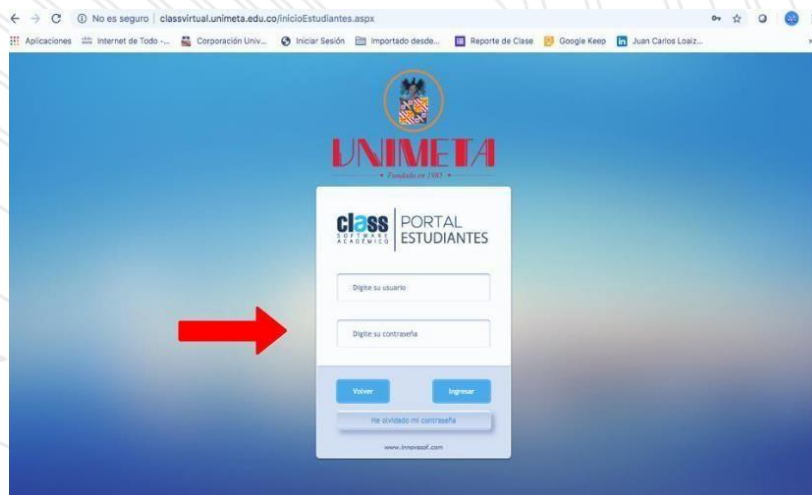 No es seguro | classvirtual.unimeta.edu.co/inicioEstudiantes.aspx
Aplicaciones Internet de Todo -... Corporación Univ... Iniciar Sesión Importado desde... Reporte de Clase Google Keep Juan Carlos Loaiz...
UNIMETA
• Fundada en 1985 •
class PORTAL
SOFTWARE ACADÉMICO ESTUDIANTES
Digite su usuario
Digite su contraseña
Volver Ingresar
He olvidado mi contraseña
www.innovasof.com